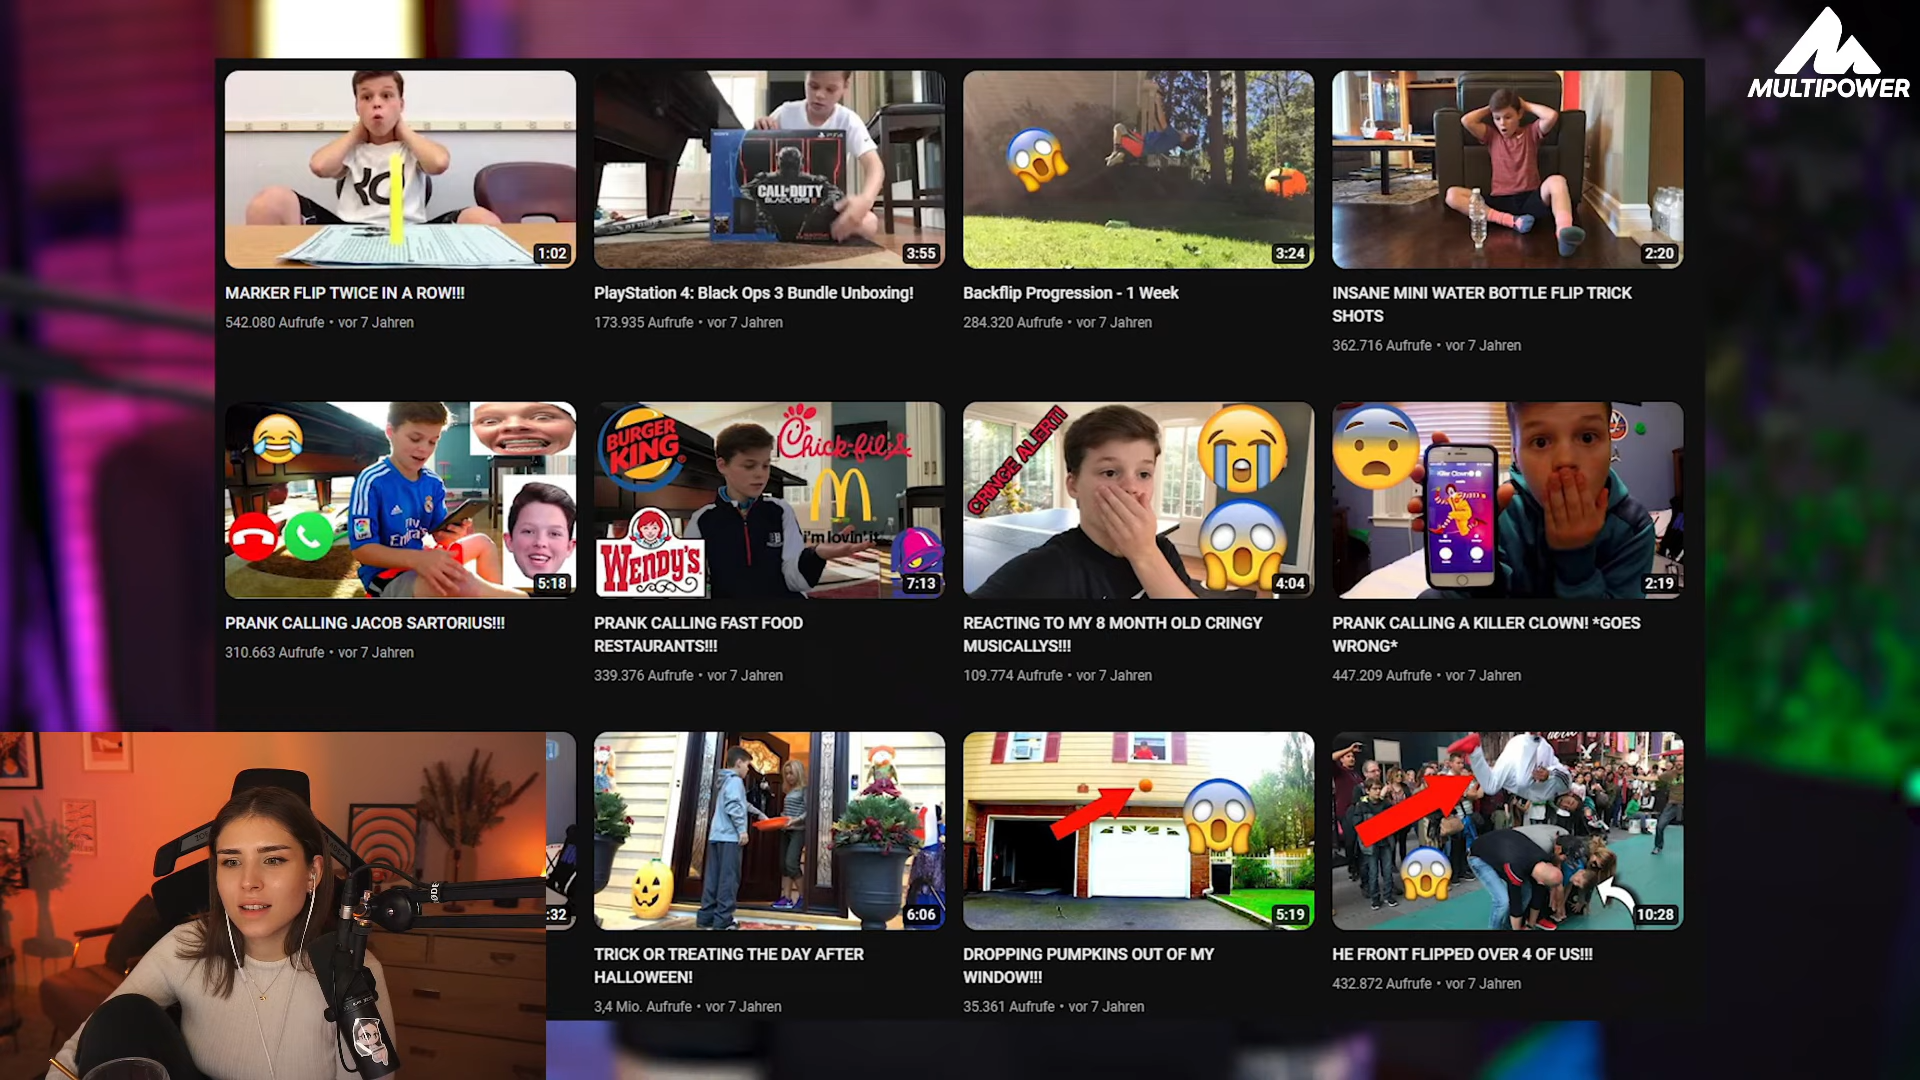 MULTIPOWER
KO
1:02
PS4
CALL OF DUTY
BLACK OPS
3:55
3:24
2:20
MARKER FLIP TWICE IN A ROW!!!
542.080 Aufrufe • vor 7 Jahren
PlayStation 4: Black Ops 3 Bundle Unboxing!
173.935 Aufrufe • vor 7 Jahren
Backflip Progression - 1 Week
284.320 Aufrufe • vor 7 Jahren
INSANE MINI WATER BOTTLE FLIP TRICK
SHOTS
362.716 Aufrufe • vor 7 Jahren
5:18
BURGER
KING
Chick-fil-A
i'm lovin' it
WENDY'S
7:13
CRINGE ALERT!!
4:04
2:19
PRANK CALLING JACOB SARTORIUS!!!
310.663 Aufrufe • vor 7 Jahren
PRANK CALLING FAST FOOD
RESTAURANTS!!!
339.376 Aufrufe • vor 7 Jahren
REACTING TO MY 8 MONTH OLD CRINGY
MUSICALLYS!!!
109.774 Aufrufe • vor 7 Jahren
PRANK CALLING A KILLER CLOWN! *GOES
WRONG*
447.209 Aufrufe • vor 7 Jahren
:32
6:06
5:19
10:28
TRICK OR TREATING THE DAY AFTER
HALLOWEEN!
3,4 Mio. Aufrufe • vor 7 Jahren
DROPPING PUMPKINS OUT OF MY
WINDOW!!!
35.361 Aufrufe • vor 7 Jahren
HE FRONT FLIPPED OVER 4 OF US!!!
432.872 Aufrufe • vor 7 Jahren